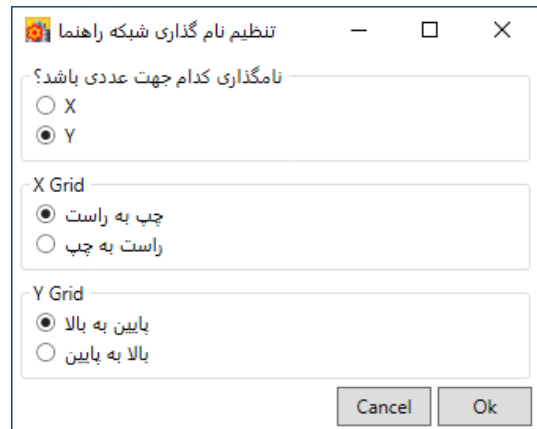 تنظیم نام گذاری شبکه راهنما
نامگذاری کدام جهت عددی باشد؟
X
Y
X Grid
چپ به راست
راست به چپ
Y Grid
پایین به بالا
بالا به پایین
Cancel Ok